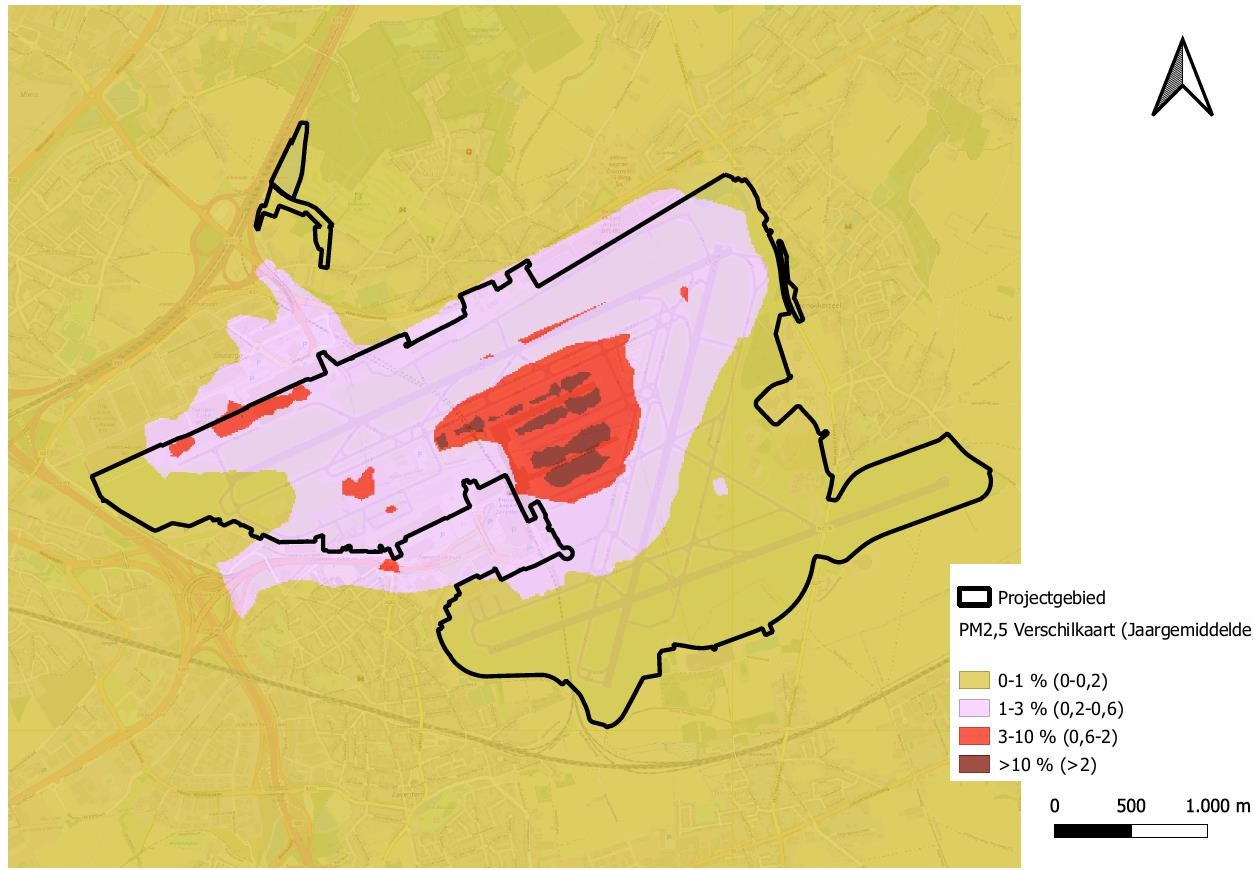 Projectgebied
PM2,5 Verschilkaart (Jaargemiddelde
0-1 % (0-0,2)
1-3 % (0,2-0,6)
3-10 % (0,6-2)
>10 % (>2)
0 500 1.000 m
Zaventem